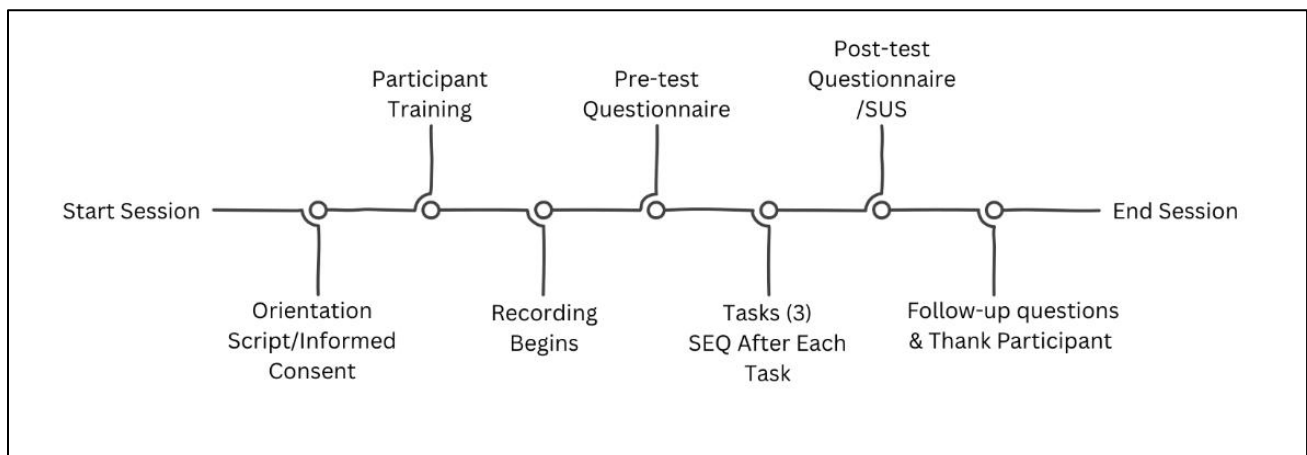 Start Session
Orientation
Script/Informed
Consent
Participant
Training
Recording
Begins
Pre-test
Questionnaire
Tasks (3)
SEQ After Each
Task
Post-test
Questionnaire
/SUS
Follow-up questions
& Thank Participant
End Session